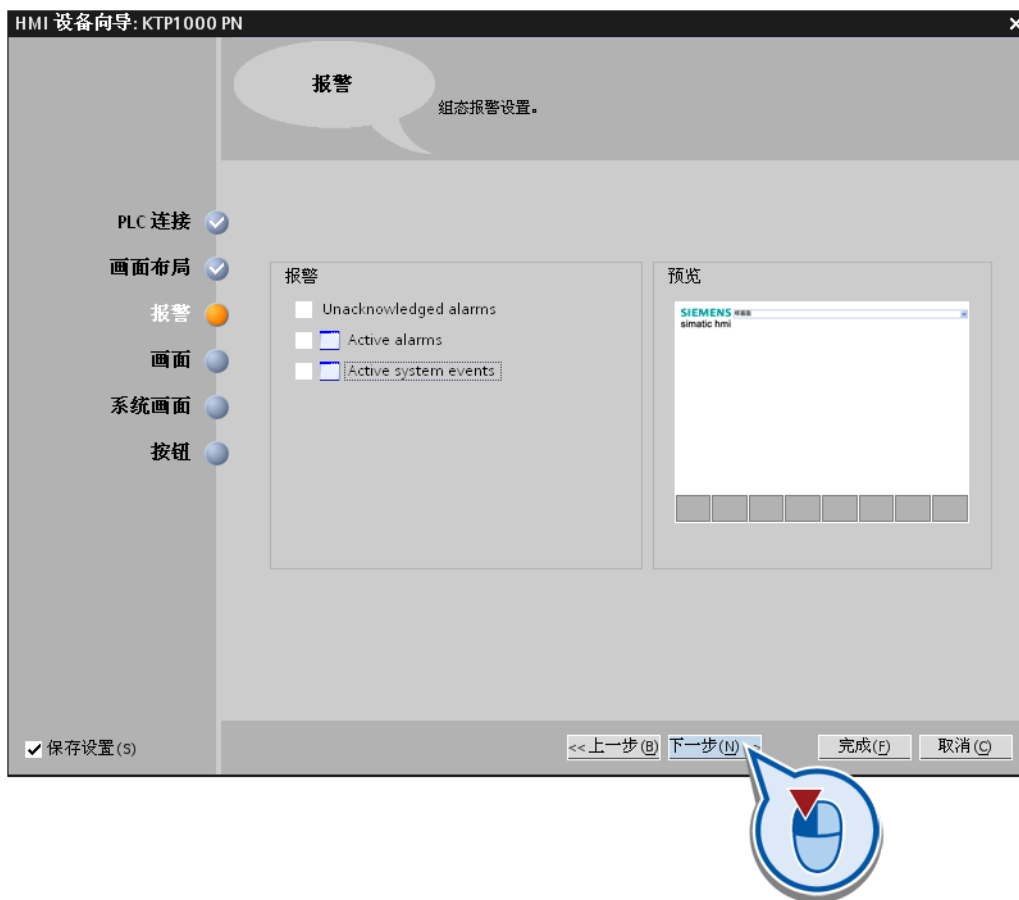 HMI 设备向导: KTP1000 PN
报警
组态报警设置。
PLC 连接
画面布局
报警
画面
系统画面
按钮
报警
Unacknowledged alarms
Active alarms
Active system events
预览
SIEMENS
simatic hmi
保存设置(S)
<<上一步(B)
下一步(N)
完成(F)
取消(C)